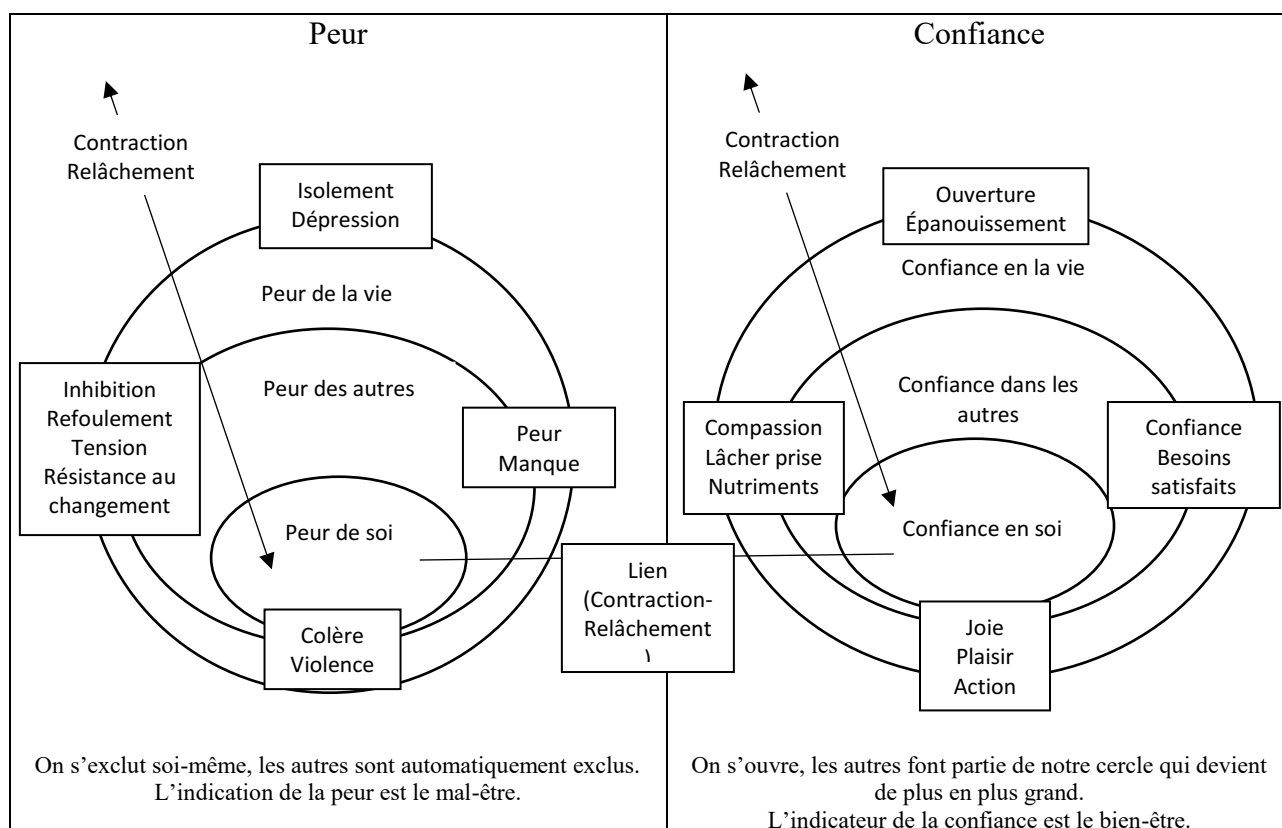 Peur
Contraction
Relâchement
Isolement
Dépression
Peur de la vie
Peur des autres
Inhibition
Refoulement
Tension
Résistance au
changement
Peur
Manque
Peur de soi
Colère
Violence
On s’exclut soi-même, les autres sont automatiquement exclus.
L’indication de la peur est le mal-être.
Lien
(Contraction-
Relâchement
)
Confiance
Contraction
Relâchement
Ouverture
Épanouissement
Confiance en la vie
Confiance dans les
autres
Compassion
Lâcher prise
Nutriments
Confiance
Besoins
satisfaits
Confiance en soi
Joie
Plaisir
Action
On s’ouvre, les autres font partie de notre cercle qui devient
de plus en plus grand.
L’indicateur de la confiance est le bien-être.